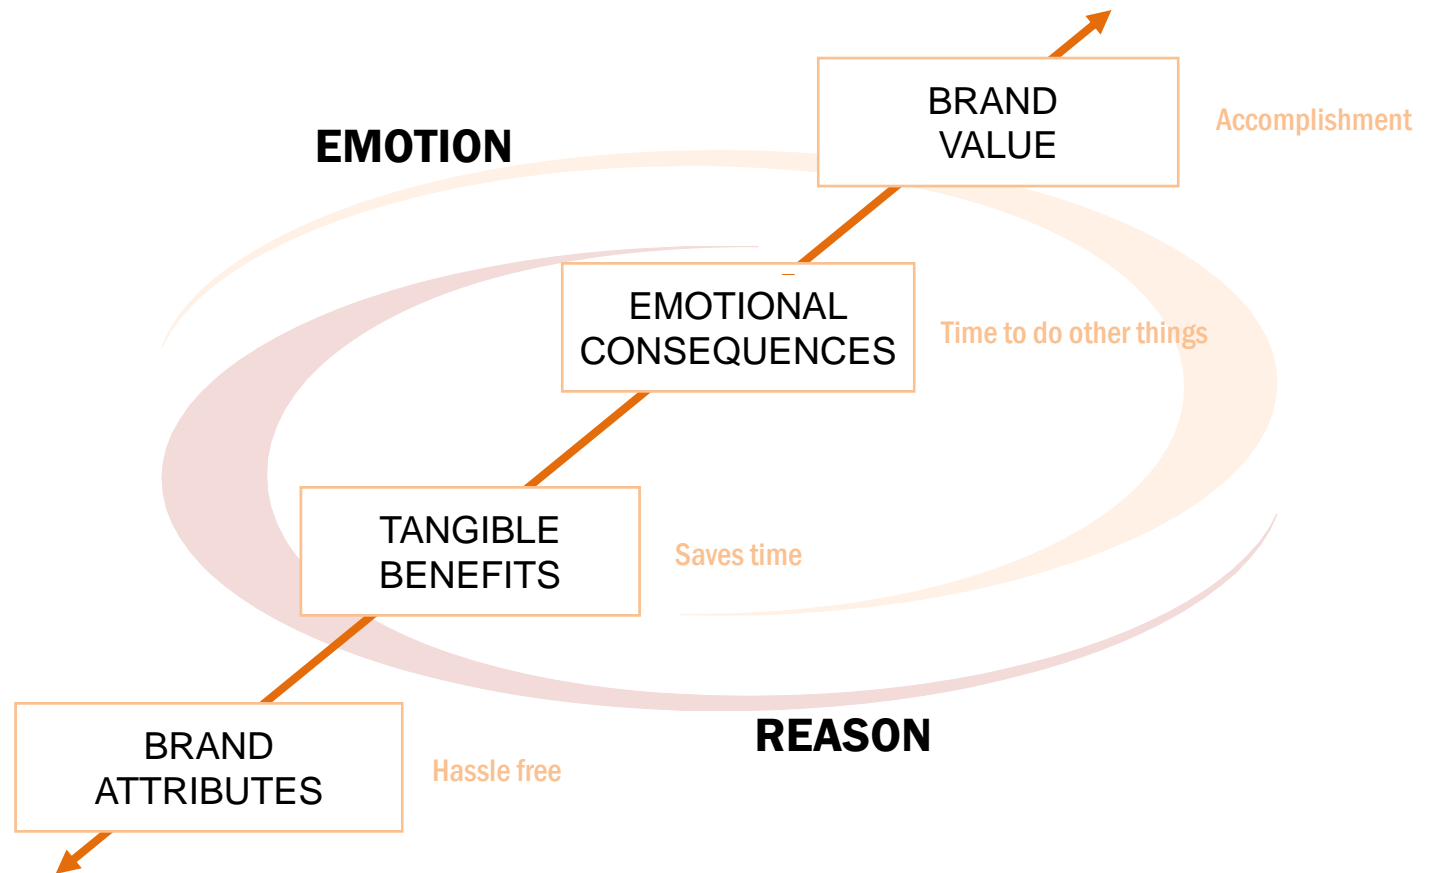 BRAND
VALUE
Accomplishment
EMOTION
EMOTIONAL
CONSEQUENCES
Time to do other things
TANGIBLE
BENEFITS
Saves time
REASON
BRAND
ATTRIBUTES
Hassle free